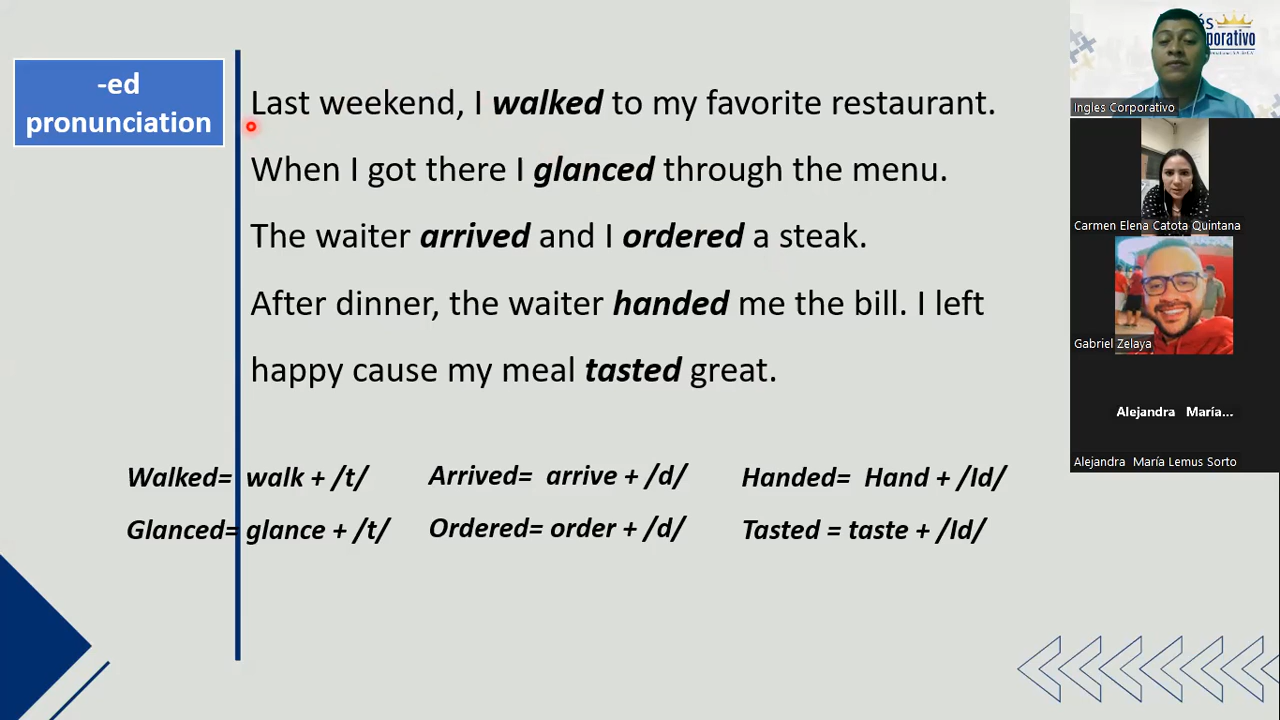 -ed
pronunciation
Last weekend, I walked to my favorite restaurant.
When I got there I glanced through the menu.
The waiter arrived and I ordered a steak.
After dinner, the waiter handed me the bill. I left
happy cause my meal tasted great.
Walked= walk + /t/
Glanced= glance + /t/
Arrived= arrive + /d/
Ordered= order + /d/
Handed= Hand + /Id/
Tasted = taste + /Id/
Ingles Corporativo
Carmen Elena Catota Quintana
Gabriel Zelaya
Alejandra María...
Alejandra María Lemus Sorto